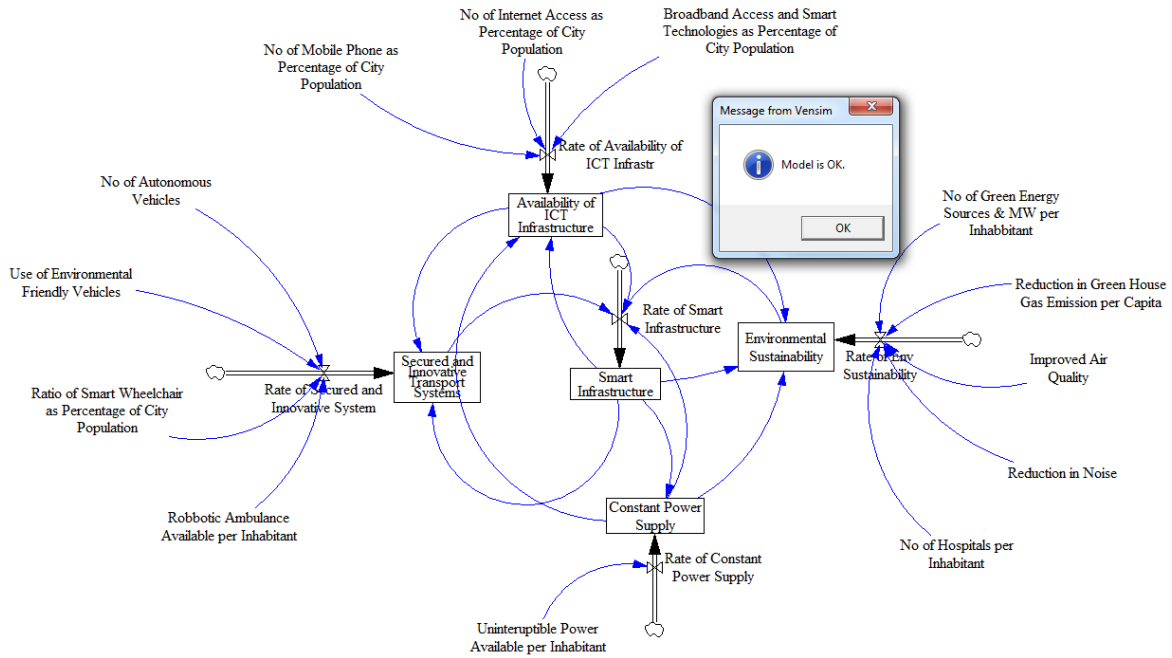 No of Internet Access as
Percentage of City
Population
Broadband Access and Smart
Technologies as Percentage of
City Population
No of Mobile Phone as
Percentage of City
Population
Message from Vensim
Model is OK.
OK
Rate of Availability of
ICT Infrastr
No of Autonomous
Vehicles
Availability of
ICT
Infrastructure
No of Green Energy
Sources & MW per
Inhabbitant
Use of Environmental
Friendly Vehicles
Rate of Smart
Infrastructure
Reduction in Green House
Gas Emission per Capita
Environmental
Sustainability
Rate of Env
Sustainability
Secured and
Innovative
Transport
Systems
Rate of Secured and
Innovative System
Smart
Infrastructure
Improved Air
Quality
Ratio of Smart Wheelchair
as Percentage of City
Population
Reduction in Noise
Robbotic Ambulance
Available per Inhabitant
Constant Power
Supply
No of Hospitals per
Inhabitant
Rate of Constant
Power Supply
Uninteruptible Power
Available per Inhabitant